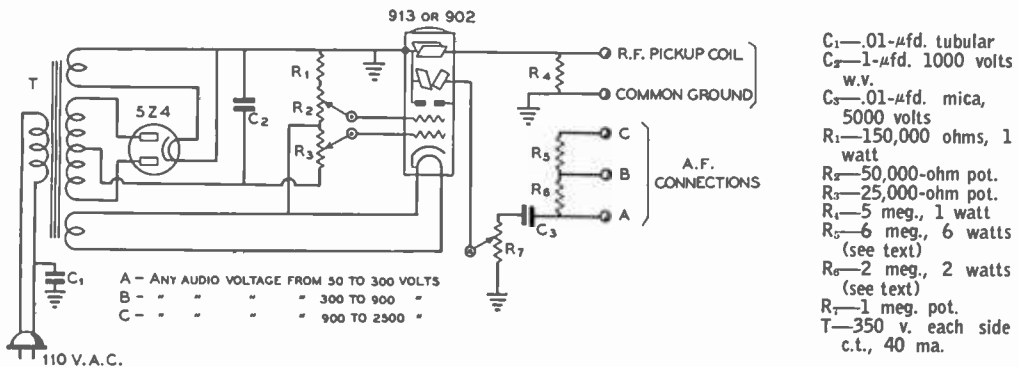 913 OR 902
T
5Z4
C2
R1
R2
R3
R4
R.F. PICKUP COIL
COMMON GROUND
R5
R6
C
B
A
A.F.
CONNECTIONS
C3
R7
C1
110 V.A.C.
A - ANY AUDIO VOLTAGE FROM 50 TO 300 VOLTS
B - " " " " 300 TO 900 "
C - " " " " 900 TO 2500 "
C1—.01-μfd. tubular
C2—1-μfd. 1000 volts
w.v.
C3—.01-μfd. mica,
5000 volts
R1—150,000 ohms, 1
watt
R2—50,000-ohm pot.
R3—25,000-ohm pot.
R4—5 meg., 1 watt
R5—6 meg., 6 watts
(see text)
R6—2 meg., 2 watts
(see text)
R7—1 meg. pot.
T—350 v. each side
c.t., 40 ma.